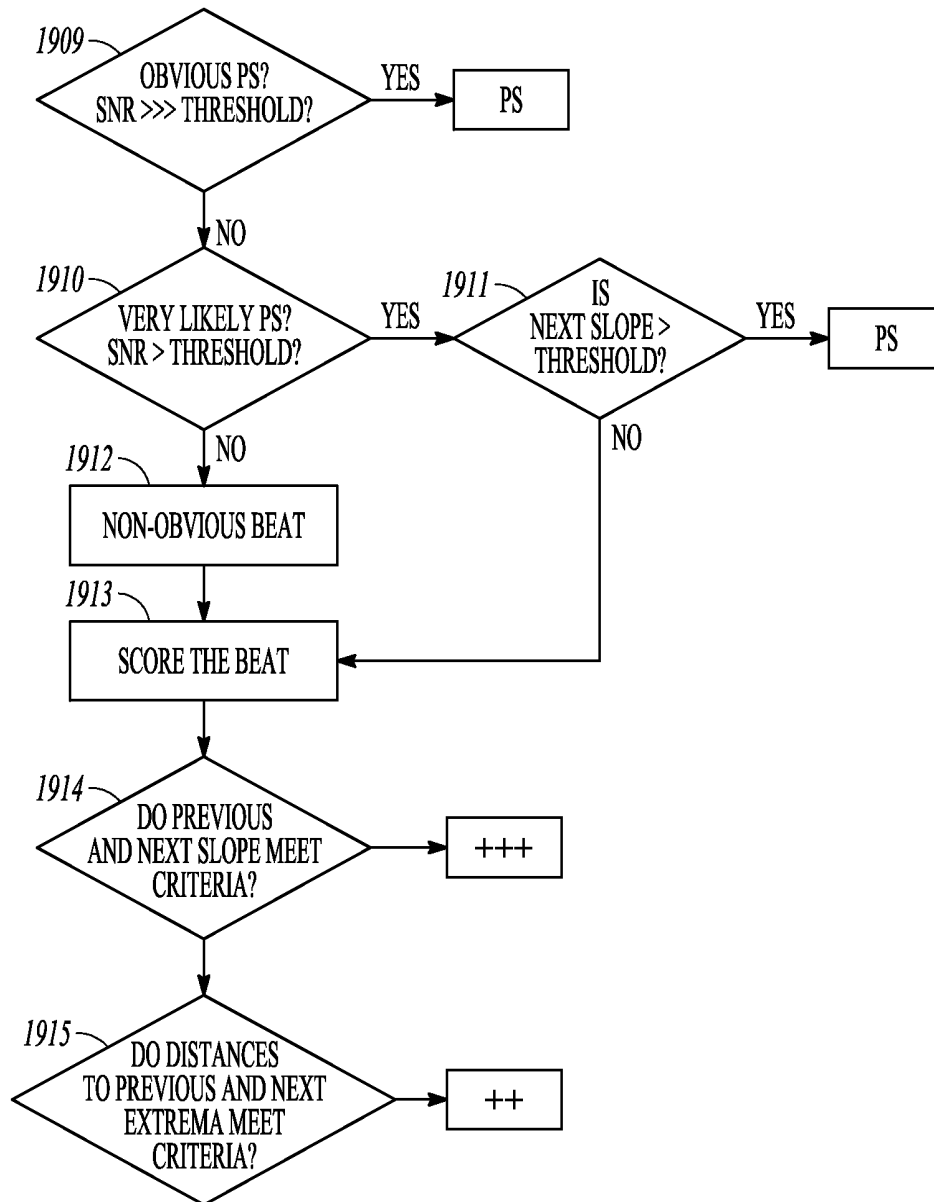 1909
OBVIOUS PS?
SNR >>> THRESHOLD?
YES
PS
NO
1910
VERY LIKELY PS?
SNR > THRESHOLD?
YES
1911
IS
NEXT SLOPE >
THRESHOLD?
YES
PS
NO
NO
1912
NON-OBVIOUS BEAT
1913
SCORE THE BEAT
1914
DO PREVIOUS
AND NEXT SLOPE MEET
CRITERIA?
+++
1915
DO DISTANCES
TO PREVIOUS AND NEXT
EXTREMA MEET
CRITERIA?
++